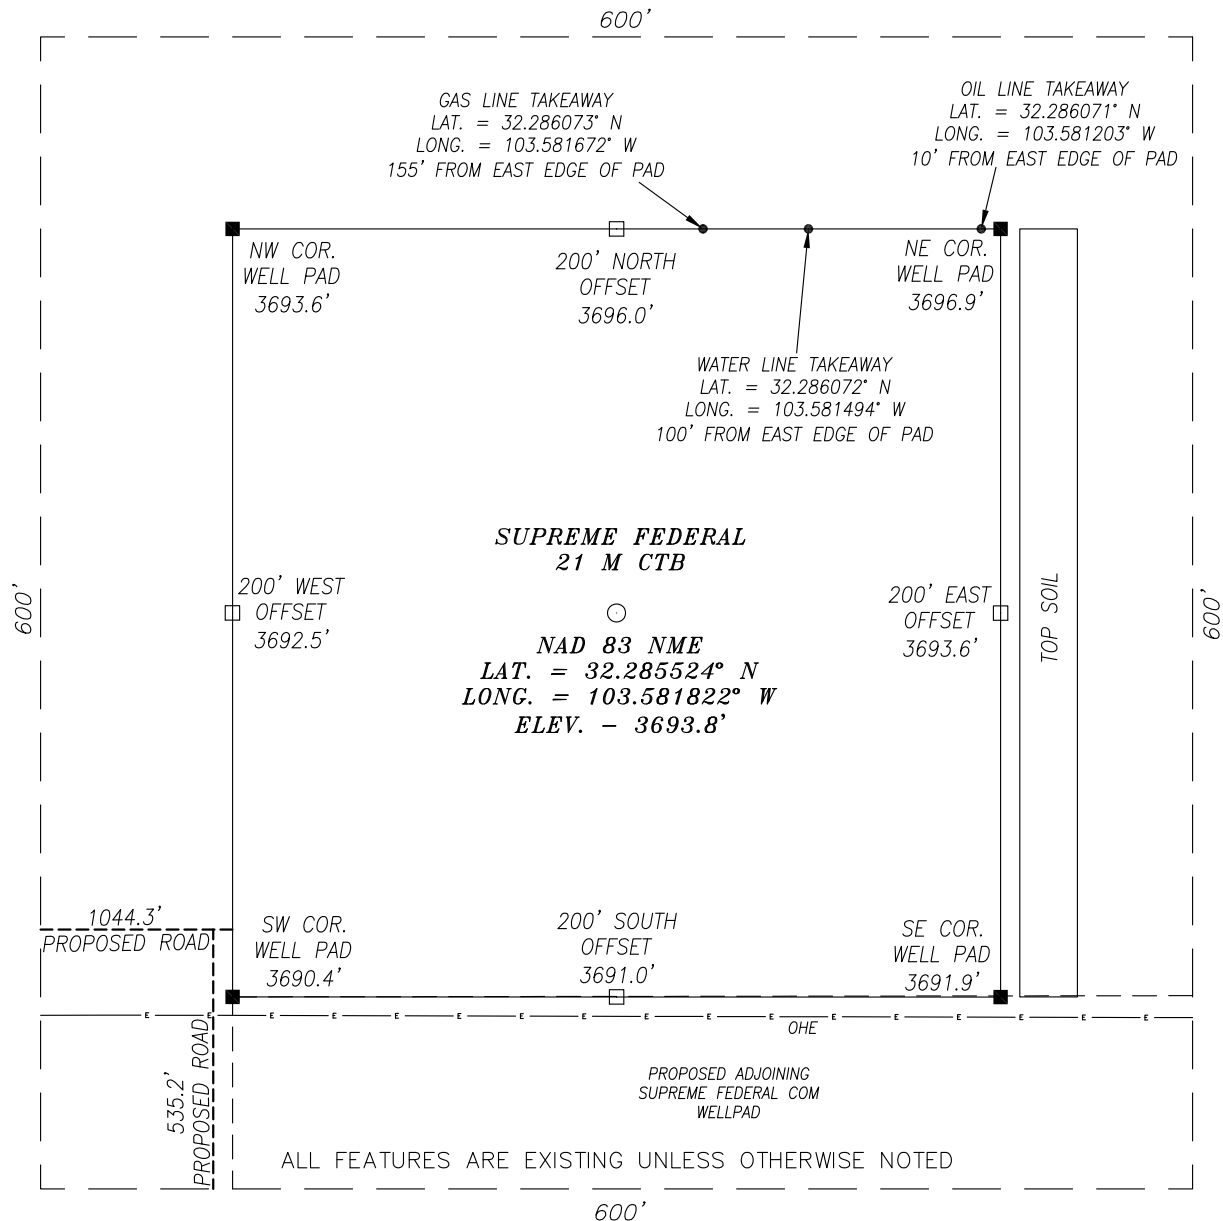 600'
GAS LINE TAKEAWAY
LAT. = 32.286073° N
LONG. = 103.581672° W
155' FROM EAST EDGE OF PAD
OIL LINE TAKEAWAY
LAT. = 32.286071° N
LONG. = 103.581203° W
10' FROM EAST EDGE OF PAD
NW COR.
WELL PAD
3693.6'
200' NORTH
OFFSET
3696.0'
NE COR.
WELL PAD
3696.9'
WATER LINE TAKEAWAY
LAT. = 32.286072° N
LONG. = 103.581494° W
100' FROM EAST EDGE OF PAD
SUPREME FEDERAL
21 M CTB
600'
200' WEST
OFFSET
3692.5'
200' EAST
OFFSET
3693.6'
TOP SOIL
600'
NAD 83 NME
LAT. = 32.285524° N
LONG. = 103.581822° W
ELEV. - 3693.8'
1044.3'
PROPOSED ROAD
SW COR.
WELL PAD
3690.4'
200' SOUTH
OFFSET
3691.0'
SE COR.
WELL PAD
3691.9'
E E E E E E E E E E E E E E E E E
OHE
535.2'
PROPOSED ROAD
PROPOSED ADJOINING
SUPREME FEDERAL COM
WELLPAD
ALL FEATURES ARE EXISTING UNLESS OTHERWISE NOTED
600'